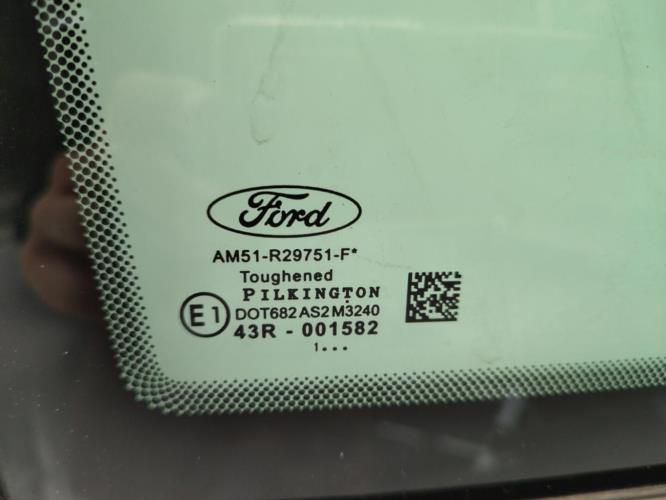 Ford
AM51-R29751-F*
Toughened
PILKINGTON
E1
DOT682 AS2 M3240
43R - 001582
1...